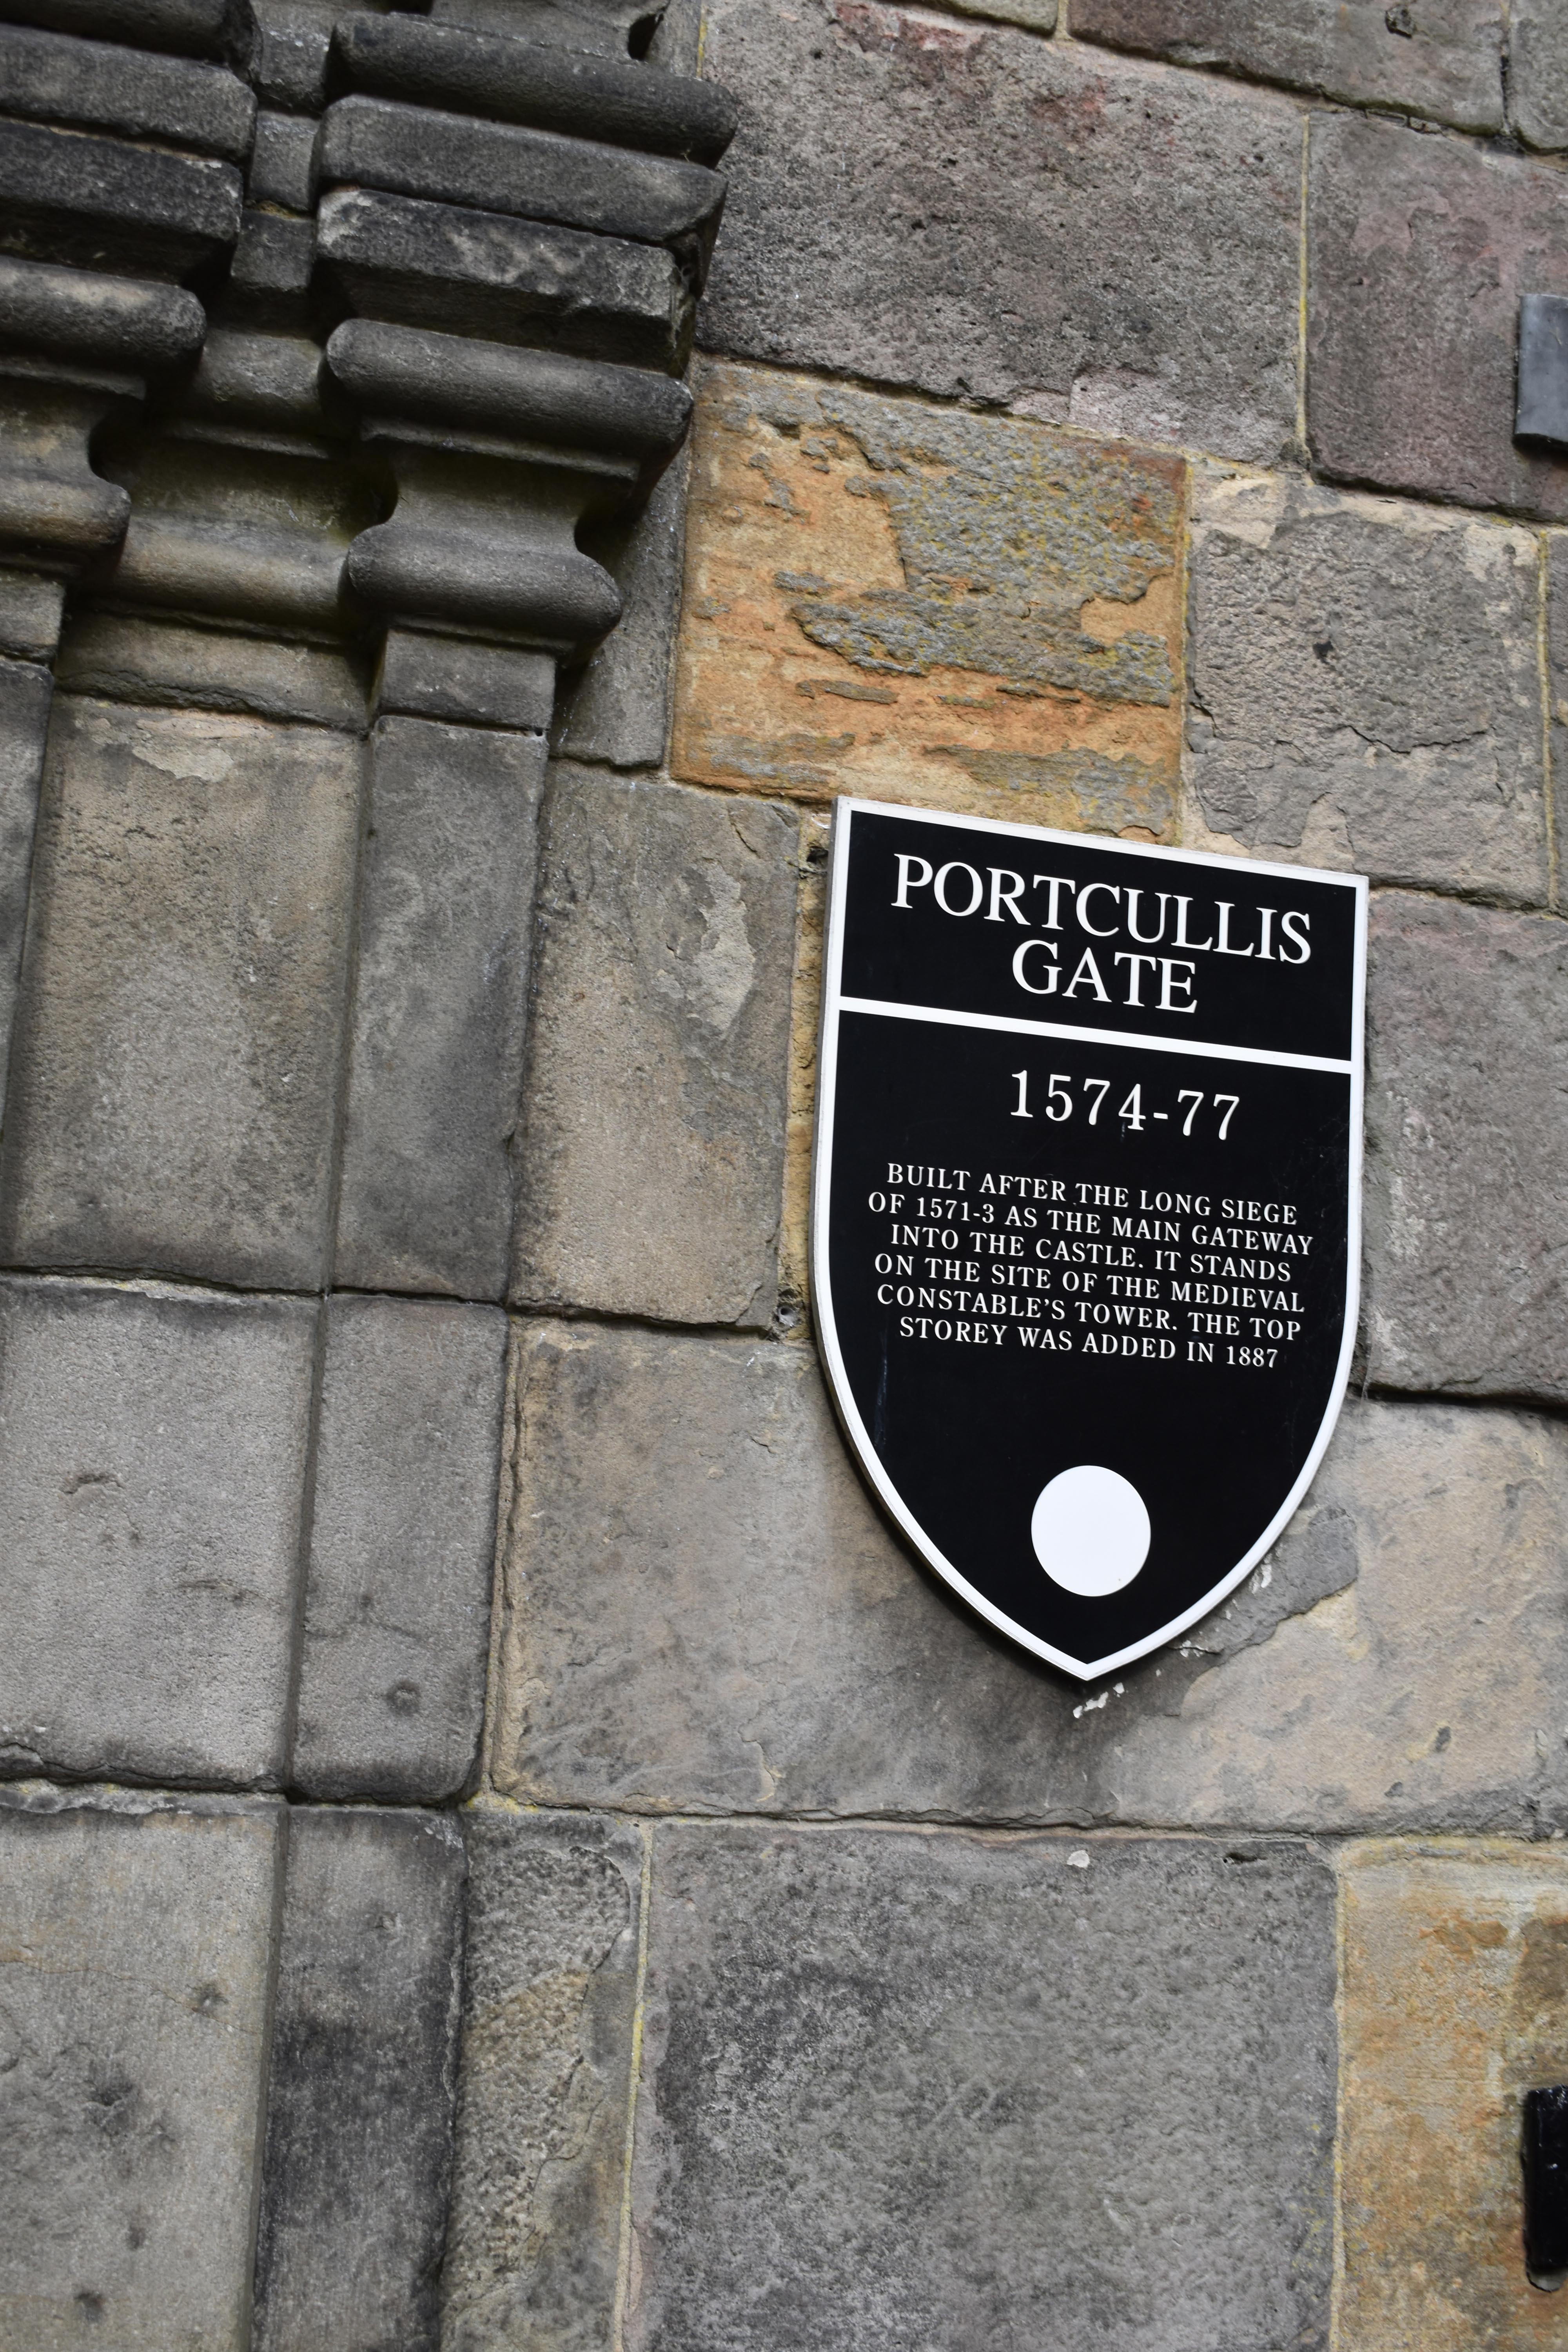 PORTCULLIS
GATE
1574-77
BUILT AFTER THE LONG SIEGE
OF 1571-3 AS THE MAIN GATEWAY
INTO THE CASTLE. IT STANDS
ON THE SITE OF THE MEDIEVAL
CONSTABLE'S TOWER. THE TOP
STOREY WAS ADDED IN 1887